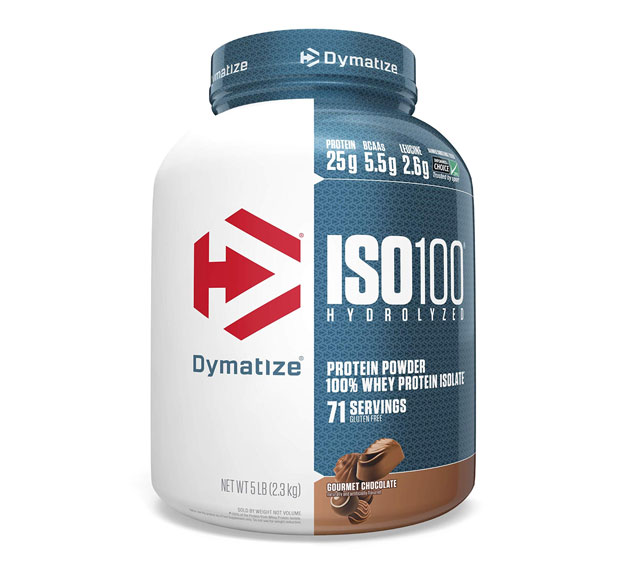 matize
Dymatize
PROTEIN BCAAs LEUCINE
25g 5.5g 2.6g
CHOICE
ISO100®
HYDROLYZED
Dymatize®
PROTEIN POWDER
100% WHEY PROTEIN ISOLATE
71 SERVINGS
GLUTEN FREE
GOURMET CHOCOLATE
NET WT 5 LB (2.3 kg)
SOLD BY WEIGHT NOT VOLUME